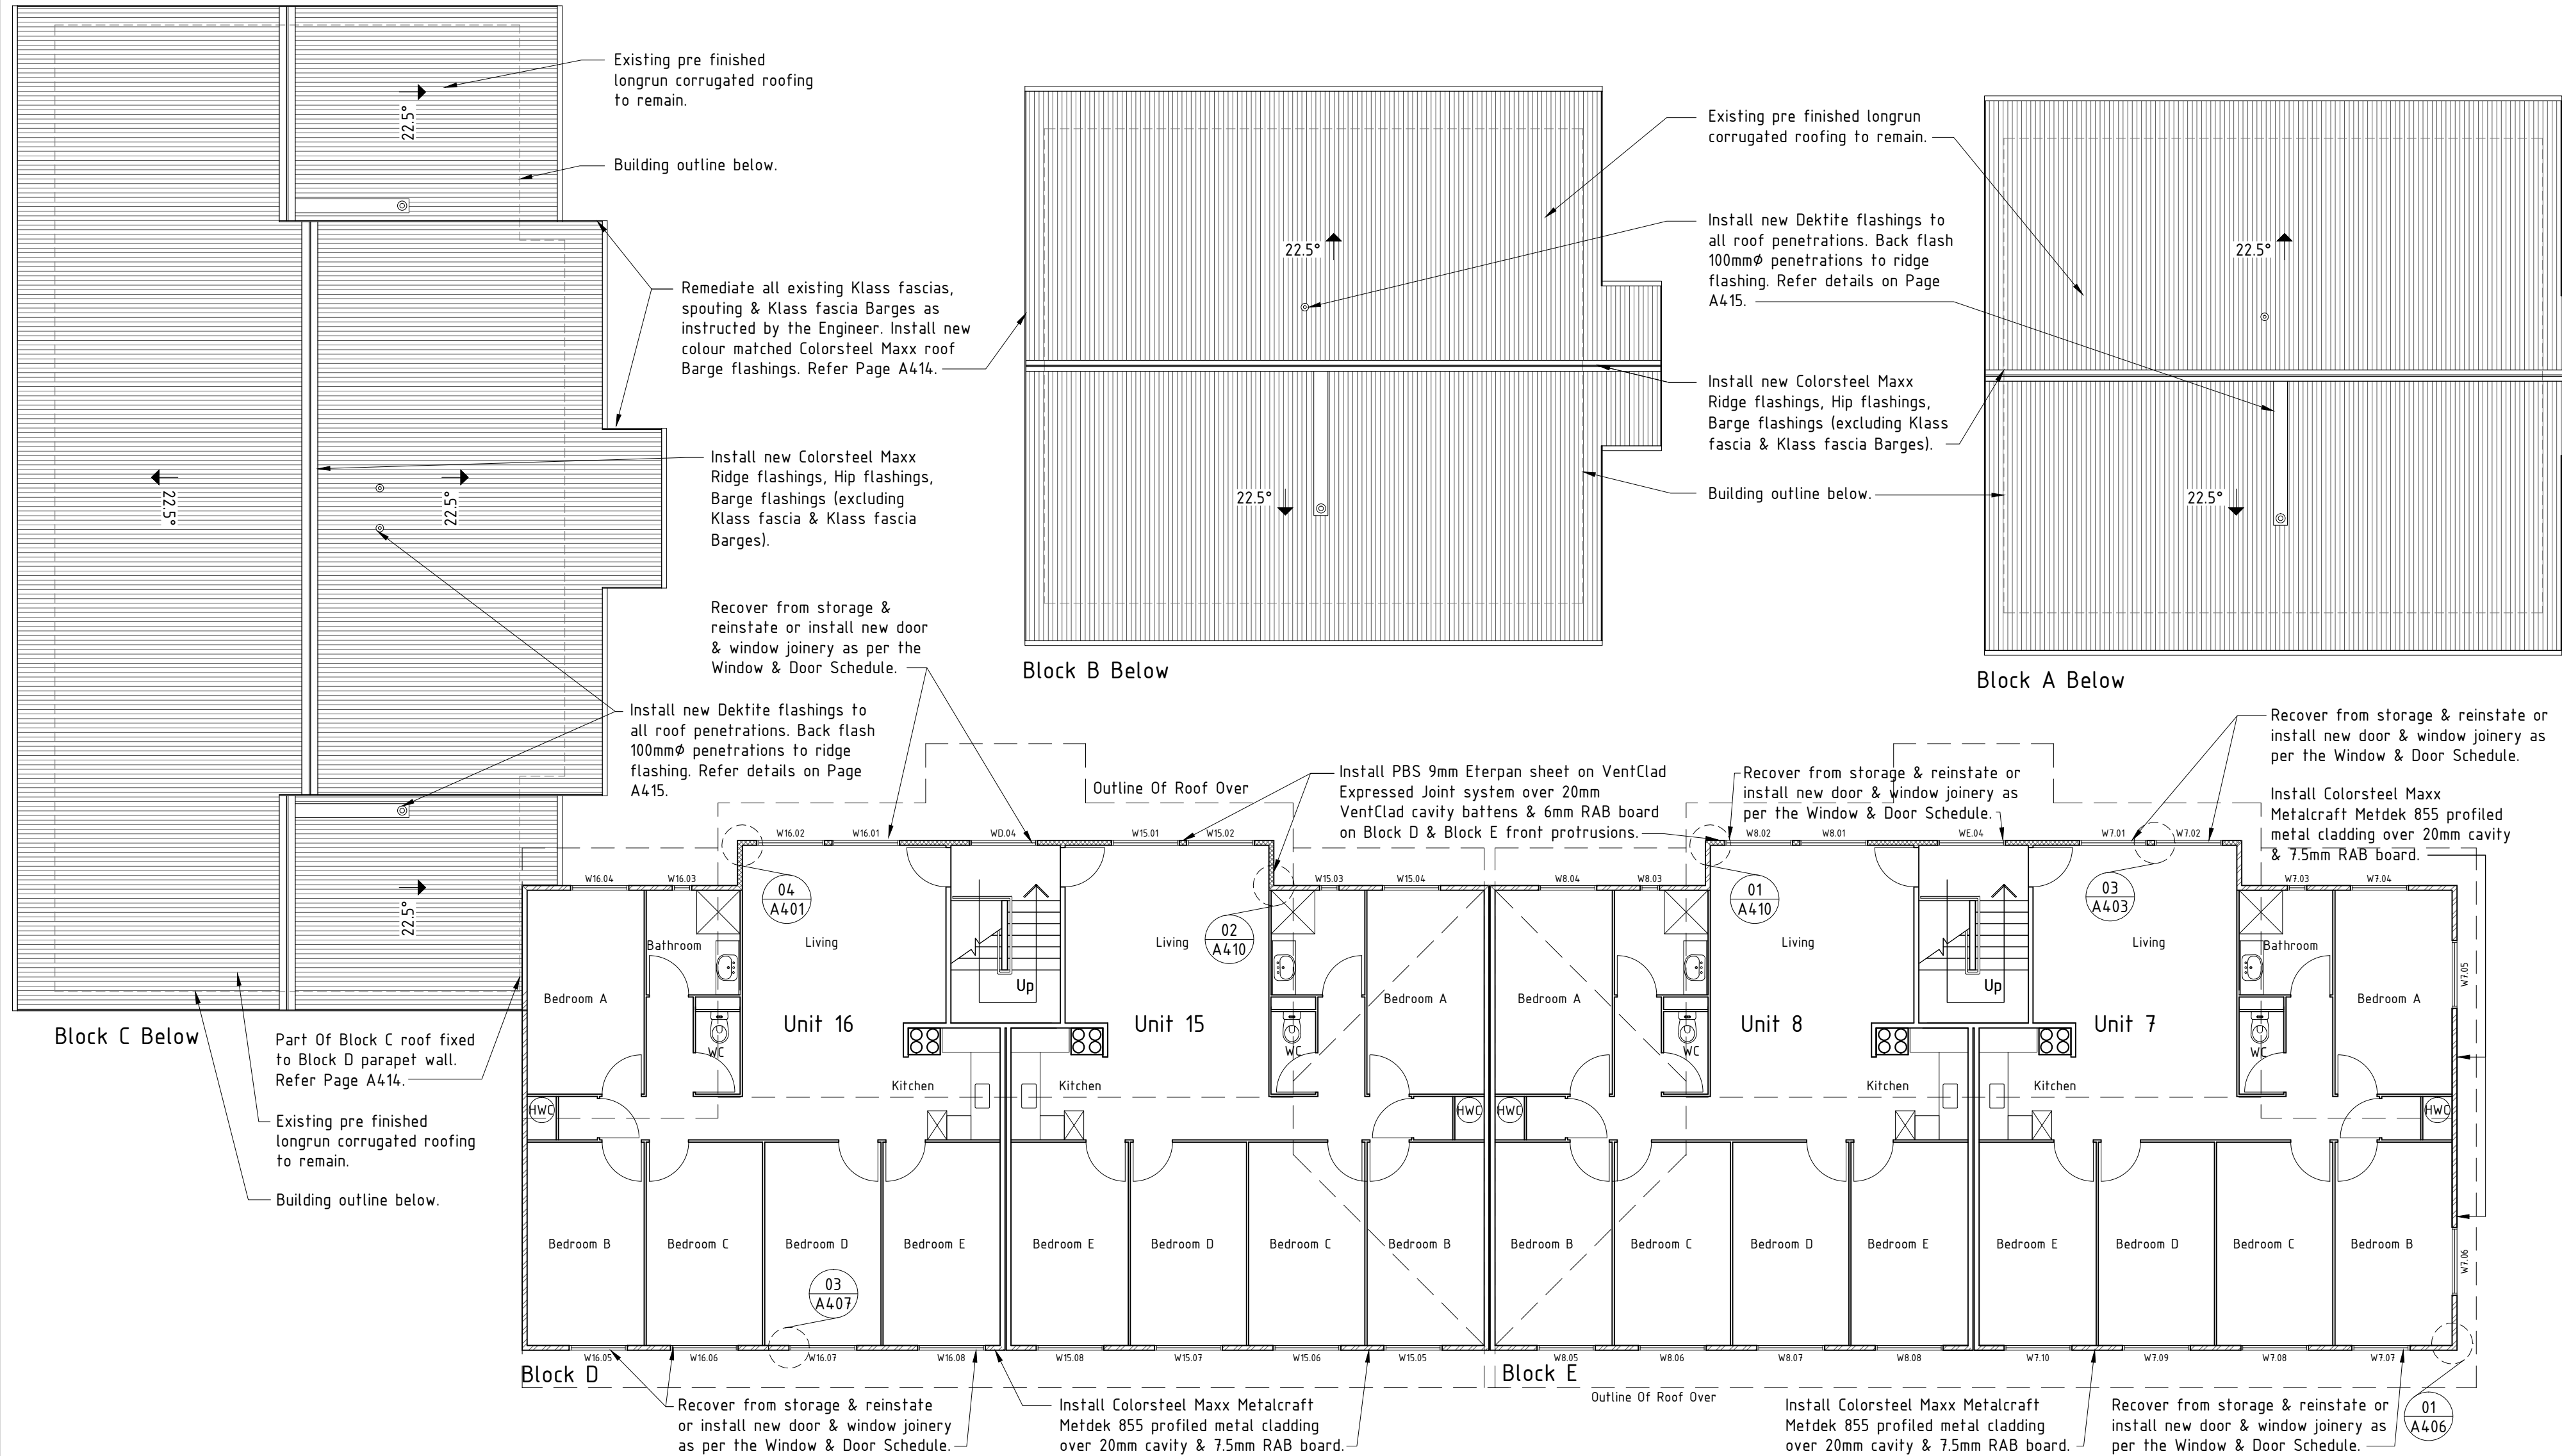 Existing pre finished
longrun corrugated roofing
to remain.
22.5°
Building outline below.
Remediate all existing Klass fascias,
spouting & Klass fascia Barges as
instructed by the Engineer. Install new
colour matched Colorsteel Maxx roof
Barge flashings. Refer Page A414.
22.5°
22.5°
Install new Colorsteel Maxx
Ridge flashings, Hip flashings,
Barge flashings (excluding
Klass fascia & Klass fascia
Barges).
Recover from storage &
reinstate or install new door
& window joinery as per the
Window & Door Schedule.
Install new Dektite flashings to
all roof penetrations. Back flash
100mmØ penetrations to ridge
flashing. Refer details on Page
A415.
22.5°
Block C Below
Part Of Block C roof fixed
to Block D parapet wall.
Refer Page A414.
Existing pre finished
longrun corrugated roofing
to remain.
Building outline below.
22.5°
22.5°
Block B Below
Existing pre finished longrun
corrugated roofing to remain.
Install new Dektite flashings to
all roof penetrations. Back flash
100mmØ penetrations to ridge
flashing. Refer details on Page
A415.
Install new Colorsteel Maxx
Ridge flashings, Hip flashings,
Barge flashings (excluding Klass
fascia & Klass fascia Barges).
Building outline below.
22.5°
22.5°
Block A Below
Outline Of Roof Over
Install PBS 9mm Eterpan sheet on VentClad
Expressed Joint system over 20mm
VentClad cavity battens & 6mm RAB board
on Block D & Block E front protrusions.
Recover from storage & reinstate or
install new door & window joinery as
per the Window & Door Schedule.
Recover from storage & reinstate or
install new door & window joinery as
per the Window & Door Schedule.
Install Colorsteel Maxx
Metalcraft Metdek 855 profiled
metal cladding over 20mm cavity
& 7.5mm RAB board.
W16.02 W16.01 WD.04 W15.01 W15.02 W8.02 W8.01 WE.04 W7.01 W7.02
W16.04 W16.03 W15.03 W15.04 W8.04 W8.03 W7.03 W7.04
04
A401
02
A410
01
A410
03
A403
Bathroom Living Living Living Living Bathroom
W7.05
Up Up
Bedroom A Bedroom A Bedroom A Bedroom A
Unit 16 Unit 15 Unit 8 Unit 7
WC WC WC WC
Kitchen Kitchen Kitchen Kitchen
HWC HWC HWC HWC
Bedroom B Bedroom C Bedroom D Bedroom E Bedroom E Bedroom D Bedroom C Bedroom B Bedroom B Bedroom C Bedroom D Bedroom E Bedroom E Bedroom D Bedroom C Bedroom B
W7.06
03
A407
W16.05 W16.06 W16.07 W16.08 W15.08 W15.07 W15.06 W15.05 W8.05 W8.06 W8.07 W8.08 W7.10 W7.09 W7.08 W7.07
Block D
Block E
Outline Of Roof Over
Recover from storage & reinstate
or install new door & window joinery
as per the Window & Door Schedule.
Install Colorsteel Maxx Metalcraft
Metdek 855 profiled metal cladding
over 20mm cavity & 7.5mm RAB board.
Install Colorsteel Maxx Metalcraft
Metdek 855 profiled metal cladding
over 20mm cavity & 7.5mm RAB board.
Recover from storage & reinstate or
install new door & window joinery as
per the Window & Door Schedule.
01
A406